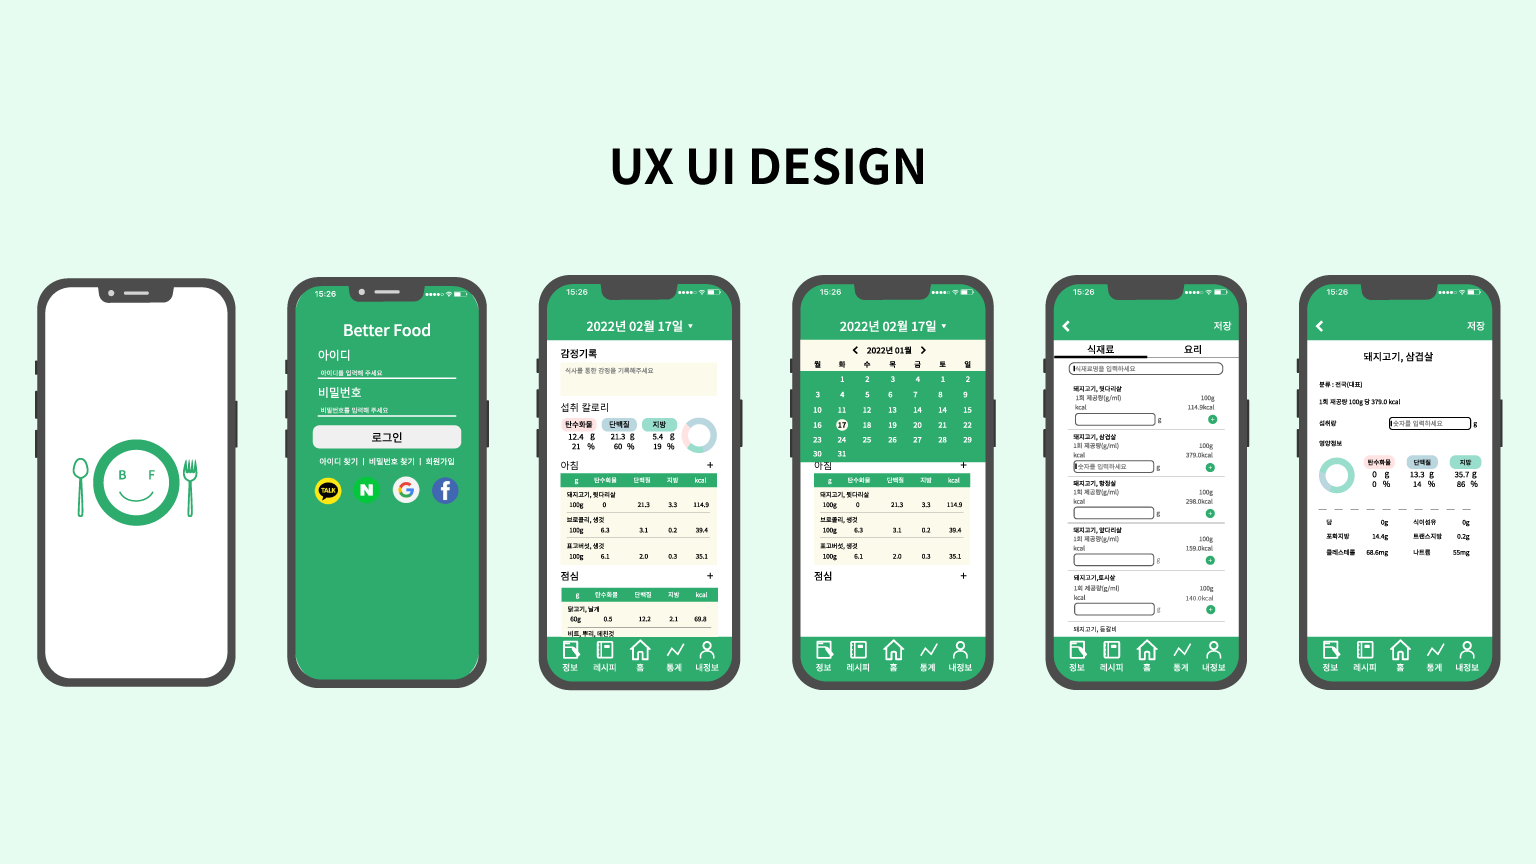 UX UI DESIGN
B F
15:26
Better Food
아이디
아이디를 입력해 주세요
비밀번호
비밀번호를 입력해 주세요
로그인
아이디 찾기 | 비밀번호 찾기 | 회원가입
TALK N G f
15:26
2022년 02월 17일
감정기록
식사를 통한 감정을 기록해주세요
섭취 칼로리
탄수화물 단백질 지방
12.4 g 21.3 g 5.4 g
21 % 60 % 19 %
아침 +
g 탄수화물 단백질 지방 kcal
돼지고기, 뒷다리살
100g 0 21.3 3.3 114.9
브로콜리, 생것
100g 6.3 3.1 0.2 39.4
표고버섯, 생것
100g 6.1 2.0 0.3 35.1
점심 +
g 탄수화물 단백질 지방 kcal
닭고기, 날개
60g 0.5 12.2 2.1 69.8
비트, 뿌리, 데친것
정보 레시피 홈 통계 내정보
15:26
2022년 02월 17일
2022년 01월
월 화 수 목 금 토 일
1 2 3 4 1 2
3 4 5 6 7 8 9
10 11 12 13 14 14 15
16 17 18 19 20 21 22
23 24 25 26 27 28 29
30 31
아침 +
g 탄수화물 단백질 지방 kcal
돼지고기, 뒷다리살
100g 0 21.3 3.3 114.9
브로콜리, 생것
100g 6.3 3.1 0.2 39.4
표고버섯, 생것
100g 6.1 2.0 0.3 35.1
점심 +
정보 레시피 홈 통계 내정보
15:26
저장
식재료 요리
식재료명을 입력하세요
돼지고기, 뒷다리살
1회 제공량(g/ml) 100g
kcal 114.9kcal
g +
돼지고기, 삼겹살
1회 제공량(g/ml) 100g
kcal 379.0kcal
숫자를 입력하세요 g +
돼지고기, 항정살
1회 제공량(g/ml) 100g
kcal 298.0kcal
g +
돼지고기, 앞다리살
1회 제공량(g/ml) 100g
kcal 159.0kcal
g +
돼지고기,토시살
1회 제공량(g/ml) 100g
kcal 140.0kcal
g +
돼지고기, 등갈비
정보 레시피 홈 통계 내정보
15:26
저장
돼지고기, 삼겹살
분류 : 전국(대표)
1회 제공량 100g 당 379.0 kcal
섭취량 숫자를 입력하세요 g
영양정보
탄수화물 단백질 지방
0 g 13.3 g 35.7 g
0 % 14 % 86 %
당 0g 식이섬유 0g
포화지방 14.4g 트랜스지방 0.2g
콜레스테롤 68.6mg 나트륨 55mg
정보 레시피 홈 통계 내정보